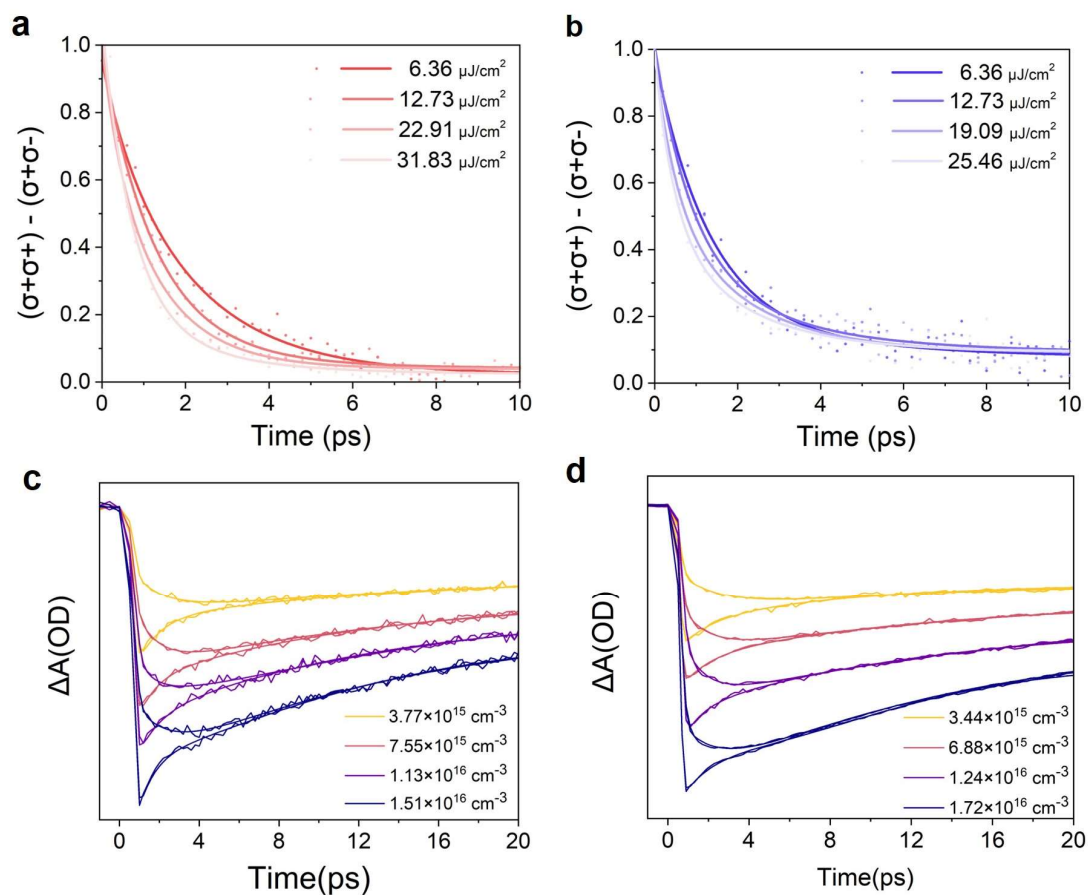 a
1.0
0.8
0.6
0.4
0.2
0.0
(σ+σ+) - (σ+σ-)
6.36 μJ/cm²
12.73 μJ/cm²
22.91 μJ/cm²
31.83 μJ/cm²
0 2 4 6 8 10
Time (ps)
b
1.0
0.8
0.6
0.4
0.2
0.0
(σ+σ+) - (σ+σ-)
6.36 μJ/cm²
12.73 μJ/cm²
19.09 μJ/cm²
25.46 μJ/cm²
0 2 4 6 8 10
Time (ps)
c
ΔA(OD)
3.77×10¹⁵ cm⁻³
7.55×10¹⁵ cm⁻³
1.13×10¹⁶ cm⁻³
1.51×10¹⁶ cm⁻³
0 4 8 12 16 20
Time(ps)
d
ΔA(OD)
3.44×10¹⁵ cm⁻³
6.88×10¹⁵ cm⁻³
1.24×10¹⁶ cm⁻³
1.72×10¹⁶ cm⁻³
0 4 8 12 16 20
Time(ps)